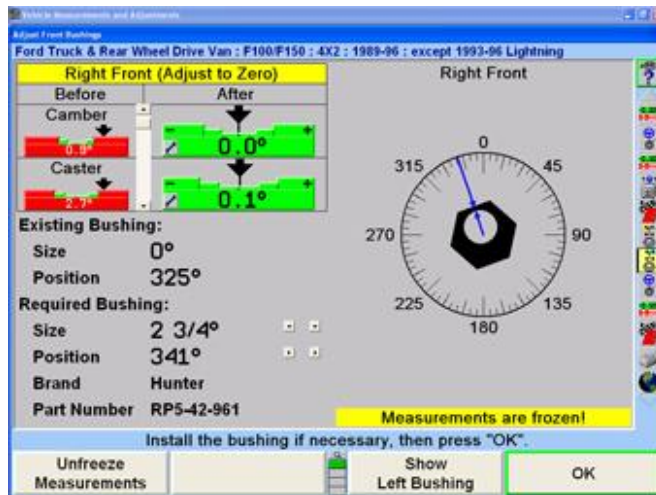 Vehicle Measurements and Adjustments
Adjust Front Bushings
Ford Truck & Rear Wheel Drive Van : F100/F150 : 4X2 : 1989-96 : except 1993-96 Lightning
Right Front (Adjust to Zero)
Right Front
Before After
Camber
0.9° 0.0°
Caster
2.7° 0.1°
0
45
90
135
180
225
270
315
Existing Bushing:
Size 0°
Position 325°
Required Bushing:
Size 2 3/4°
Position 341°
Brand Hunter
Part Number RP5-42-961
Measurements are frozen!
Install the bushing if necessary, then press "OK".
Unfreeze
Measurements
Show
Left Bushing
OK